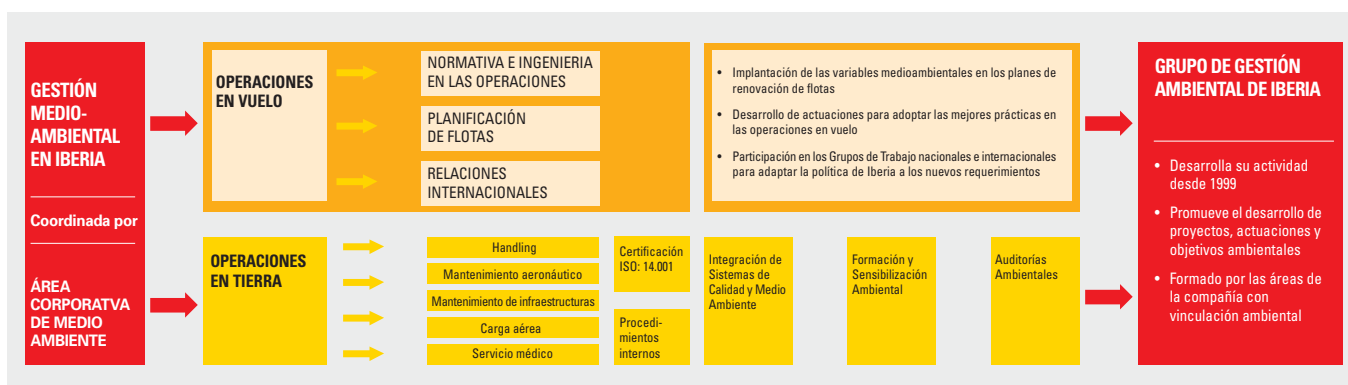 GESTIÓN
MEDIO-
AMBIENTAL
EN IBERIA
Coordinada por
ÁREA
CORPORATVA
DE MEDIO
AMBIENTE
OPERACIONES
EN VUELO
NORMATIVA E INGENIERIA
EN LAS OPERACIONES
PLANIFICACIÓN
DE FLOTAS
RELACIONES
INTERNACIONALES
• Implantación de las variables medioambientales en los planes de
renovación de flotas
• Desarrollo de actuaciones para adoptar las mejores prácticas en
las operaciones en vuelo
• Participación en los Grupos de Trabajo nacionales e internacionales
para adaptar la política de Iberia a los nuevos requerimientos
OPERACIONES
EN TIERRA
Handling
Mantenimiento aeronáutico
Mantenimiento de infraestructuras
Carga aérea
Servicio médico
Certificación
ISO: 14.001
Procedi-
mientos
internos
Integración de
Sistemas de
Calidad y Medio
Ambiente
Formación y
Sensibilización
Ambiental
Auditorias
Ambientales
GRUPO DE GESTIÓN
AMBIENTAL DE IBERIA
• Desarrolla su actividad
desde 1999
• Promueve el desarrollo de
proyectos, actuaciones y
objetivos ambientales
• Formado por las áreas de
la compañía con
vinculación ambiental